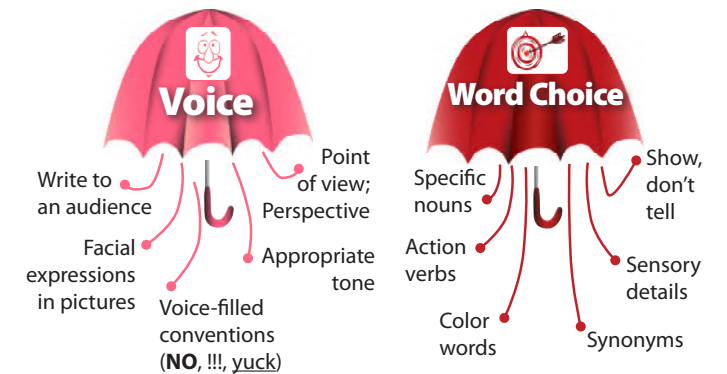 Voice
Write to
an audience
Facial
expressions
in pictures
Voice-filled
conventions
(NO, !!!, yuck)
Appropriate
tone
Point
of view;
Perspective
Word Choice
Specific
nouns
Action
verbs
Color
words
Synonyms
Sensory
details
Show,
don't
tell